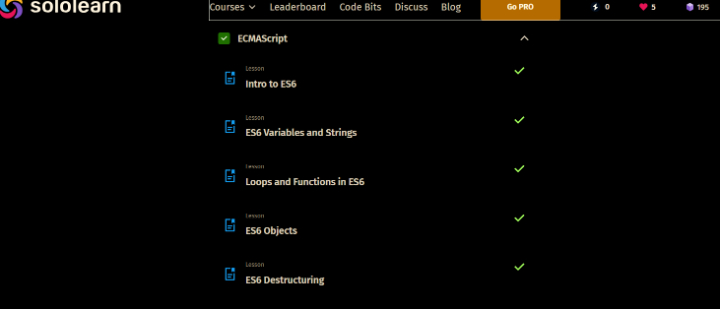 sololearn
Courses Leaderboard Code Bits Discuss Blog Go PRO 0 5 195
ECMAScript
Lesson
Intro to ES6
Lesson
ES6 Variables and Strings
Lesson
Loops and Functions in ES6
Lesson
ES6 Objects
Lesson
ES6 Destructuring